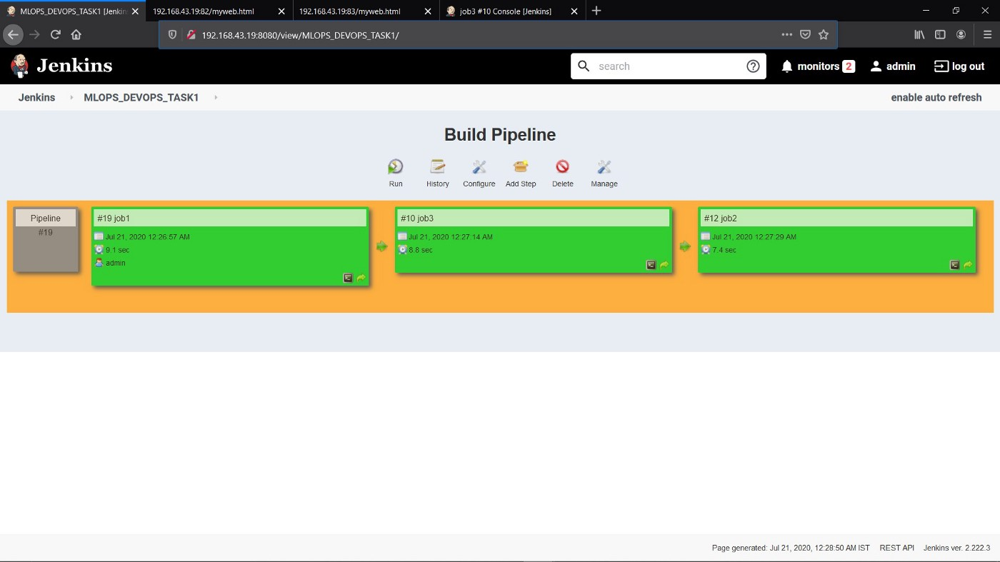 MLOPS_DEVOPS_TASK1 [Jenkin
192.168.43.19:82/myweb.html
192.168.43.19:83/myweb.html
job3 #10 Console [Jenkins]
192.168.43.19:8080/view/MLOPS_DEVOPS_TASK1/
Jenkins
search
monitors 2
admin
log out
Jenkins
MLOPS_DEVOPS_TASK1
enable auto refresh
Build Pipeline
Run
History
Configure
Add Step
Delete
Manage
Pipeline
#19
#19 job1
Jul 21, 2020 12:26:57 AM
9.1 sec
admin
#10 job3
Jul 21, 2020 12:27:14 AM
8.8 sec
#12 job2
Jul 21, 2020 12:27:29 AM
7.4 sec
Page generated: Jul 21, 2020, 12:28:50 AM IST
REST API
Jenkins ver. 2.222.3